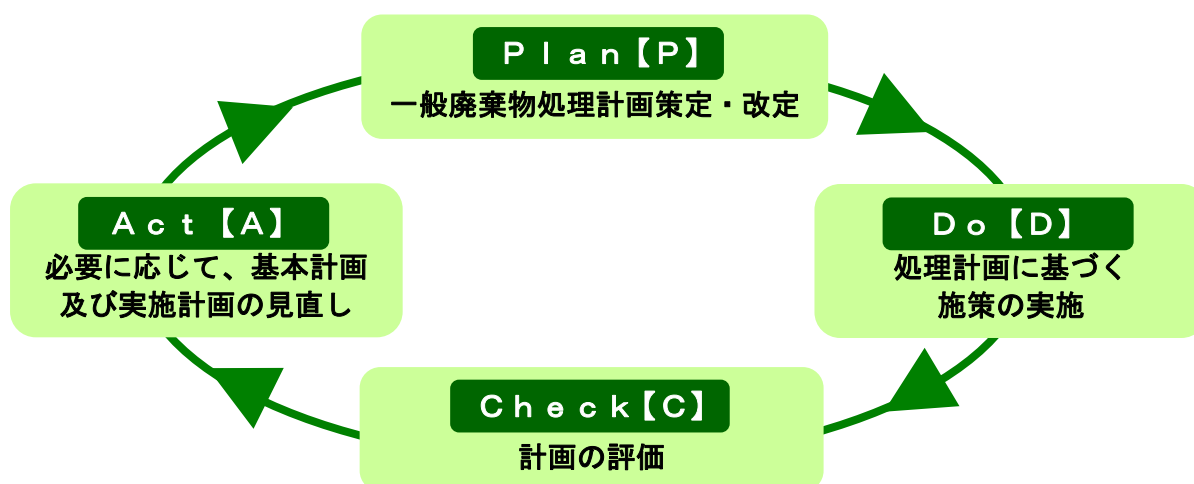 Ｐｌａｎ【Ｐ】
一般廃棄物処理計画策定・改定
Ａｃｔ【Ａ】
必要に応じて、基本計画
及び実施計画の見直し
Ｄｏ【Ｄ】
処理計画に基づく
施策の実施
Ｃｈｅｃｋ【Ｃ】
計画の評価